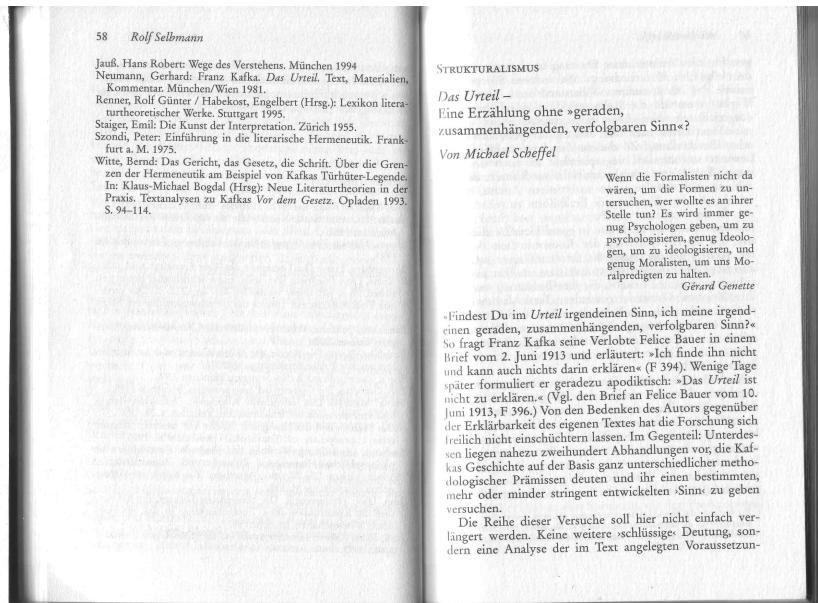 58 Rolf Selbmann
Jauß. Hans Robert: Wege des Verstehens. München 1994
Neumann, Gerhard: Franz Kafka. Das Urteil. Text, Materialien,
Kommentar. München/Wien 1981.
Renner, Rolf Günter / Habekost, Engelbert (Hrsg.): Lexikon litera-
turtheoretischer Werke. Stuttgart 1995.
Staiger, Emil: Die Kunst der Interpretation. Zürich 1955.
Szondi, Peter: Einführung in die literarische Hermeneutik. Frank-
furt a. M. 1975.
Witte, Bernd: Das Gericht, das Gesetz, die Schrift. Über die Gren-
zen der Hermeneutik am Beispiel von Kafkas Türhüter-Legende.
In: Klaus-Michael Bogdal (Hrsg): Neue Literaturtheorien in der
Praxis. Textanalysen zu Kafkas Vor dem Gesetz. Opladen 1993.
S. 94–114.
STRUKTURALISMUS
Das Urteil –
Eine Erzählung ohne »geraden,
zusammenhängenden, verfolgbaren Sinn«?
Von Michael Scheffel
Wenn die Formalisten nicht da
wären, um die Formen zu un-
tersuchen, wer wollte es an ihrer
Stelle tun? Es wird immer ge-
nug Psychologen geben, um zu
psychologisieren, genug Ideolo-
gen, um zu ideologisieren, und
genug Moralisten, um uns Mo-
ralpredigten zu halten.
Gérard Genette
»Findest Du im Urteil irgendeinen Sinn, ich meine irgend-
einen geraden, zusammenhängenden, verfolgbaren Sinn?«
So fragt Franz Kafka seine Verlobte Felice Bauer in einem
Brief vom 2. Juni 1913 und erläutert: »Ich finde ihn nicht
und kann auch nichts darin erklären« (F 394). Wenige Tage
später formuliert er geradezu apodiktisch: »Das Urteil ist
nicht zu erklären.« (Vgl. den Brief an Felice Bauer vom 10.
Juni 1913, F 396.) Von den Bedenken des Autors gegenüber
der Erklärbarkeit des eigenen Textes hat die Forschung sich
freilich nicht einschüchtern lassen. Im Gegenteil: Unterdes-
sen liegen nahezu zweihundert Abhandlungen vor, die Kaf-
kas Geschichte auf der Basis ganz unterschiedlicher metho-
dologischer Prämissen deuten und ihr einen bestimmten,
mehr oder minder stringent entwickelten ›Sinn‹ zu geben
versuchen.
Die Reihe dieser Versuche soll hier nicht einfach ver-
längert werden. Keine weitere ›schlüssige‹ Deutung, son-
dern eine Analyse der im Text angelegten Voraussetzun-